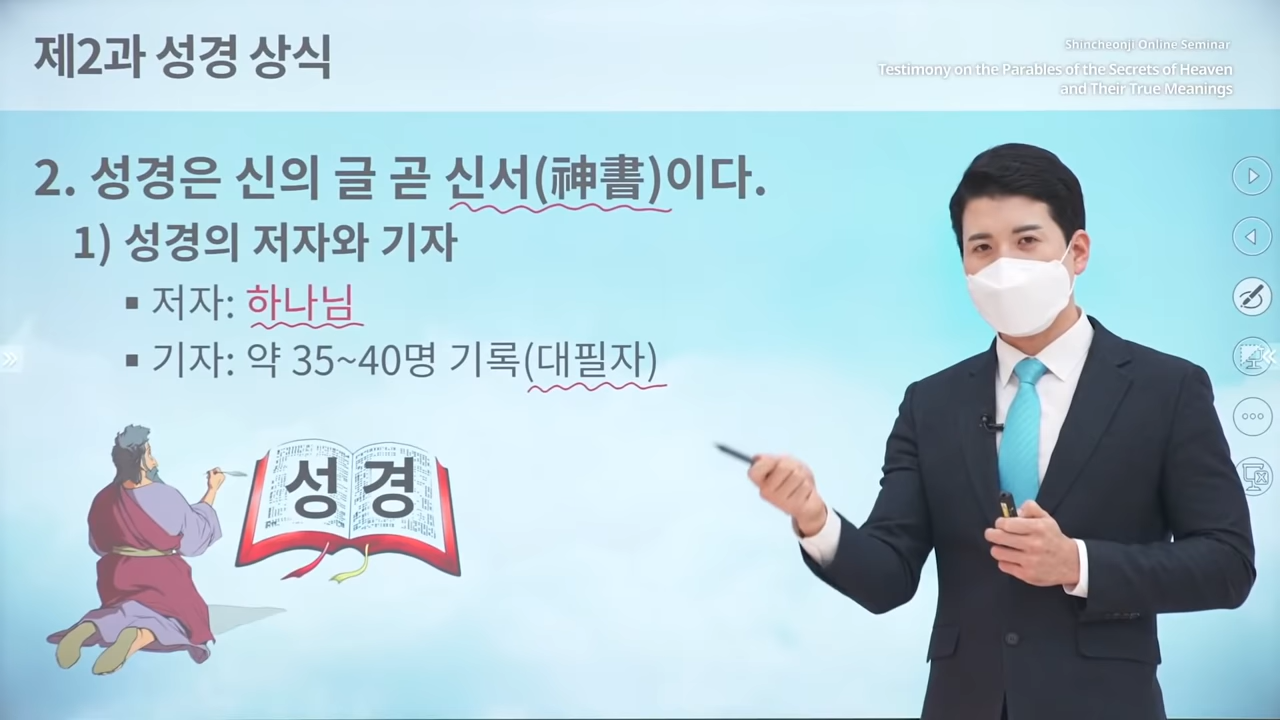 제2과 성경 상식
Shincheonji Online Seminar
Testimony on the Parables of the Secrets of Heaven
and Their True Meanings
2. 성경은 신의 글 곧 신서(神書)이다.
1) 성경의 저자와 기자
▪ 저자: 하나님
▪ 기자: 약 35~40명 기록(대필자)
성경